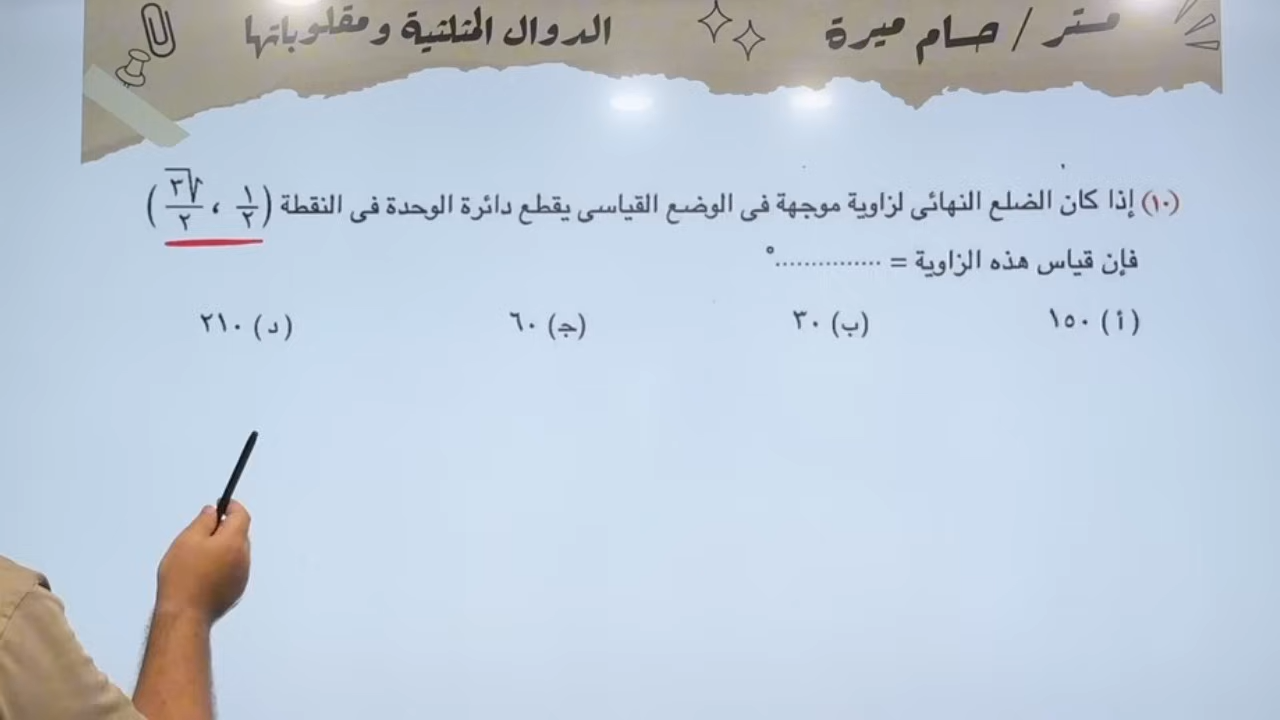 مستر / حسام ميرة
الدوال المثلثية ومقلوباتها
(١٠) إذا كان الضلع النهائى لزاوية موجهة فى الوضع القياسى يقطع دائرة الوحدة فى النقطة (١/٢ ، √٣/٢)
فإن قياس هذه الزاوية = ...............°
(أ) ١٥٠ (ب) ٣٠ (جـ) ٦٠ (د) ٢١٠